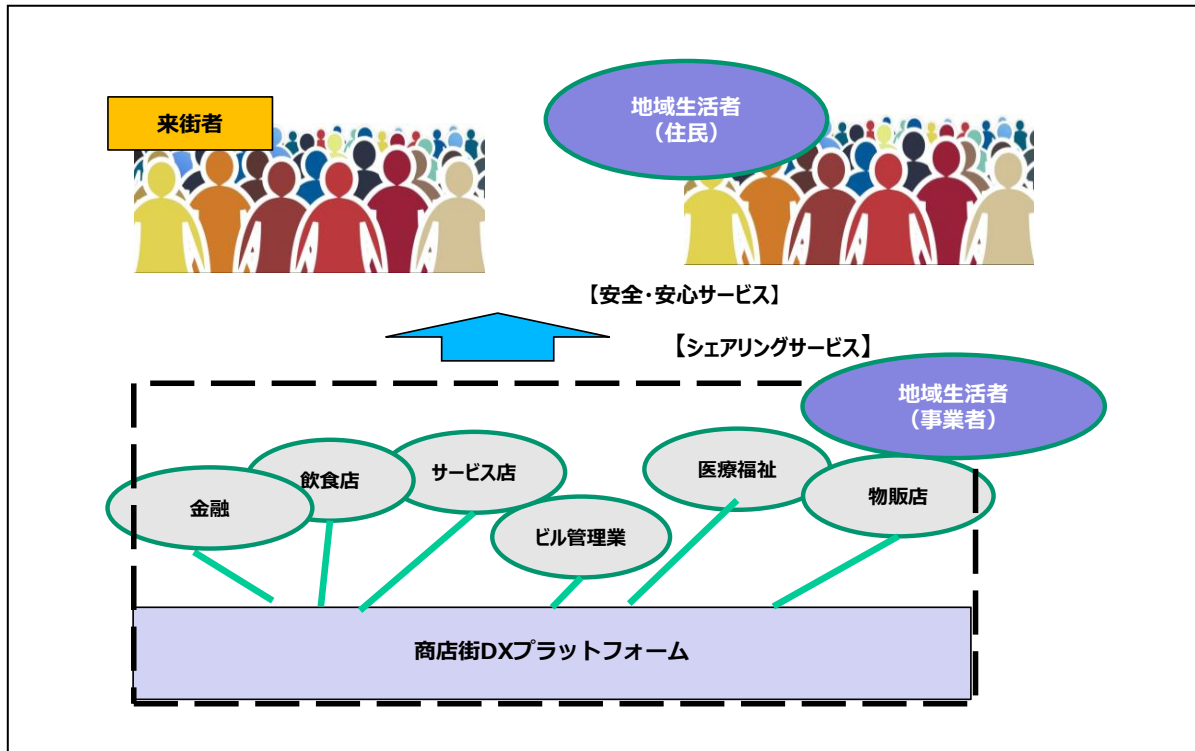 来街者
地域生活者
（住民）
【安全・安心サービス】
【シェアリングサービス】
地域生活者
（事業者）
金融
飲食店
サービス店
ビル管理業
医療福祉
物販店
商店街DXプラットフォーム